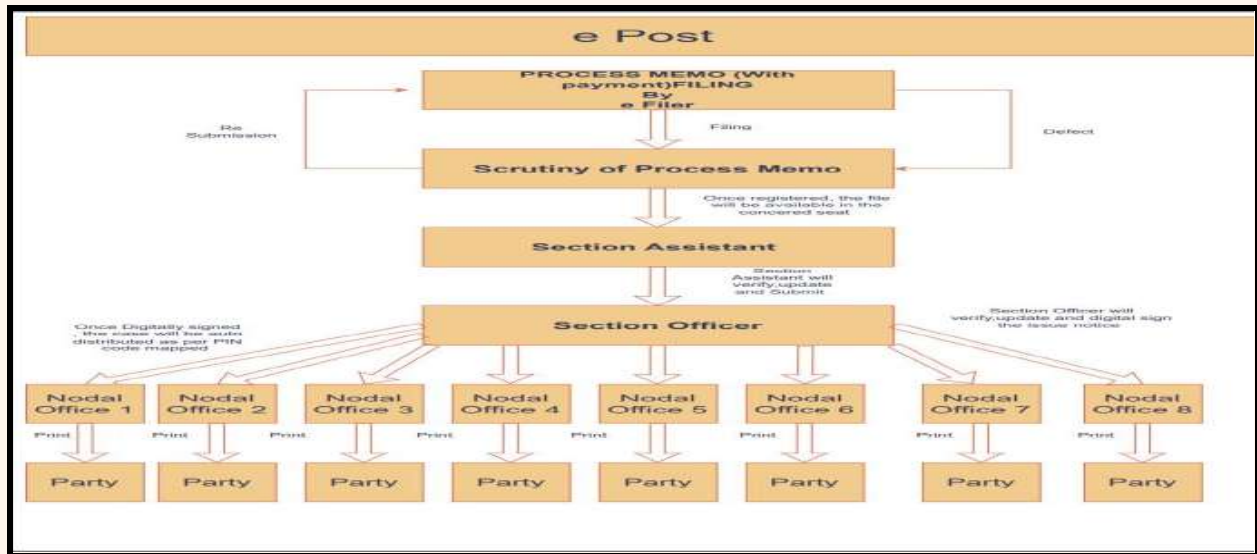 e Post
PROCESS MEMO (With
payment)FILING
By
e Filer
Re
Submission
Filing
Defect
Scrutiny of Process Memo
Once registered, the file
will be available in the
concered seat
Section Assistant
Section
Assistant will
verify,update
and Submit
Section Officer
Once Digitally signed
, the case will be auto
distributed as per PIN
code mapped
Section Officer will
verify,update and digital sign
the issue notice
Nodal
Office 1
Nodal
Office 2
Nodal
Office 3
Nodal
Office 4
Nodal
Office 5
Nodal
Office 6
Nodal
Office 7
Nodal
Office 8
Print
Print
Print
Print
Print
Print
Print
Party
Party
Party
Party
Party
Party
Party
Party